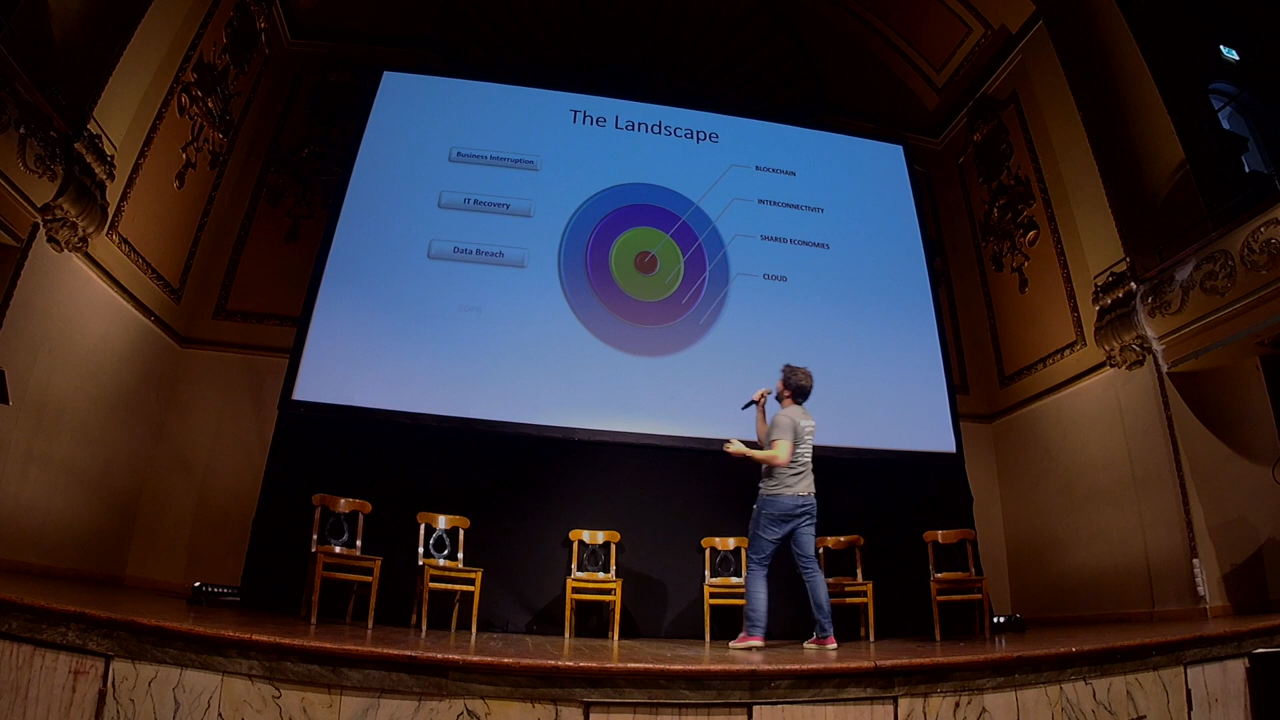 The Landscape
Business Interruption
IT Recovery
Data Breach
BLOCKCHAIN
INTERCONNECTIVITY
SHARED ECONOMIES
CLOUD